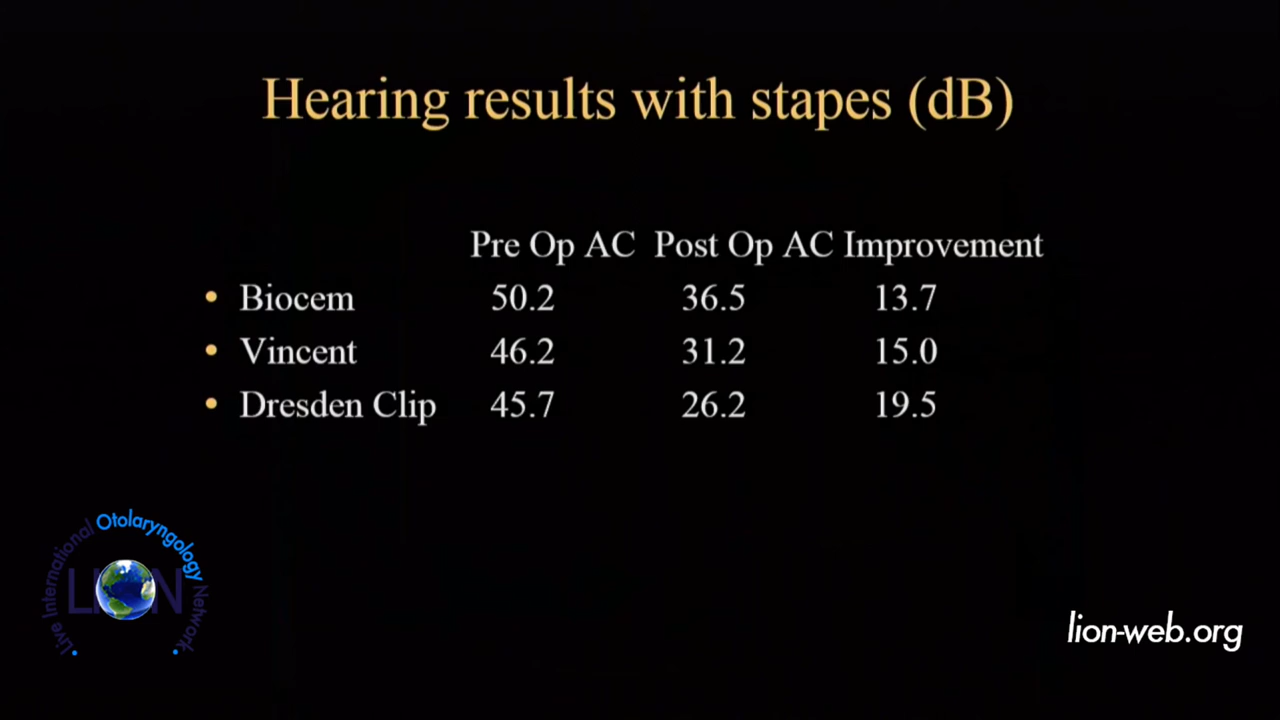 Hearing results with stapes (dB)
Pre Op AC Post Op AC Improvement
• Biocem 50.2 36.5 13.7
• Vincent 46.2 31.2 15.0
• Dresden Clip 45.7 26.2 19.5
Live International Otolaryngology Network
LION
lion-web.org